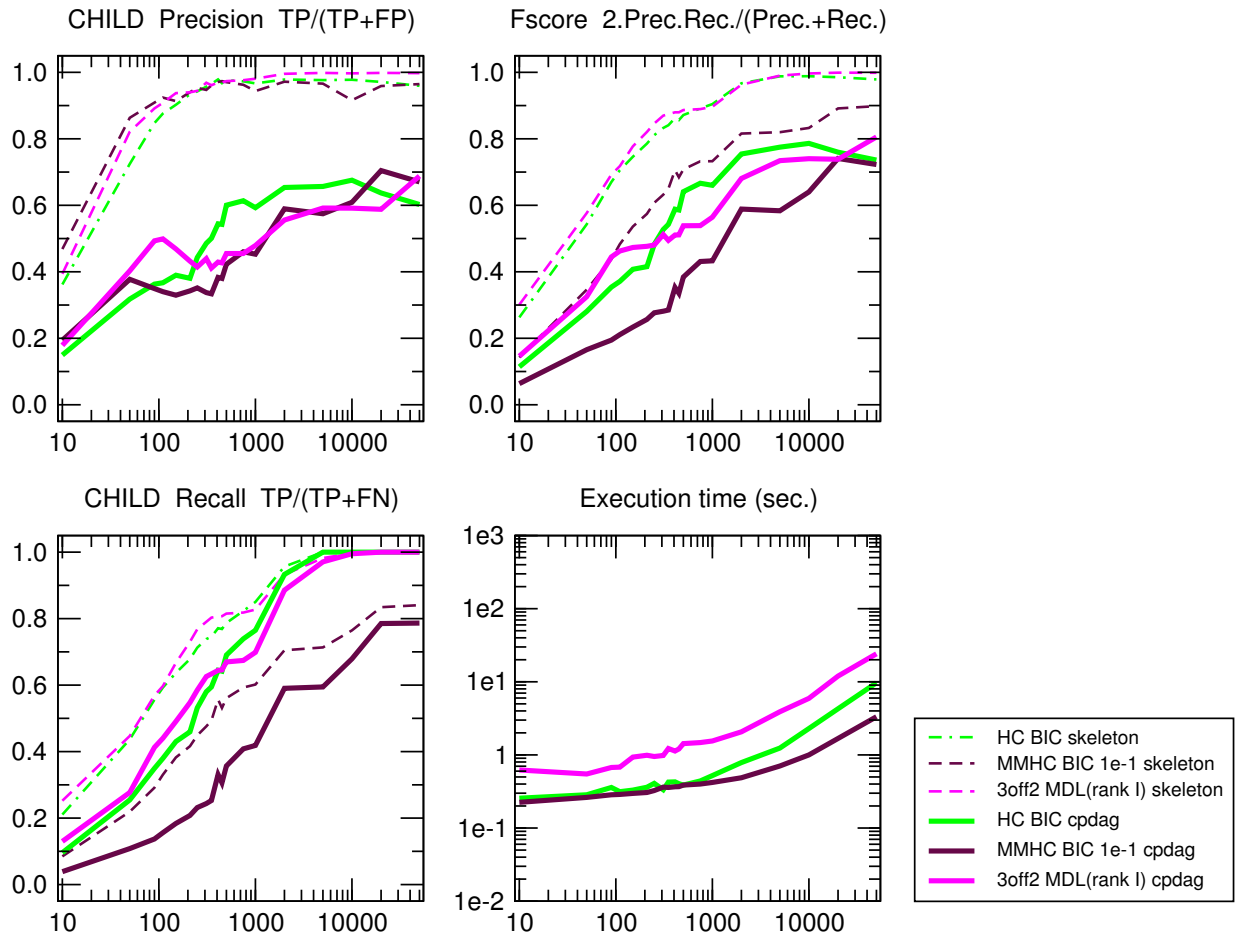 CHILD Precision TP/(TP+FP)
1.0
0.8
0.6
0.4
0.2
0.0
10 100 1000 10000
Fscore 2.Prec.Rec./(Prec.+Rec.)
1.0
0.8
0.6
0.4
0.2
0.0
10 100 1000 10000
CHILD Recall TP/(TP+FN)
1.0
0.8
0.6
0.4
0.2
0.0
10 100 1000 10000
Execution time (sec.)
1e3
1e2
1e1
1
1e-1
1e-2
10 100 1000 10000
HC BIC skeleton
MMHC BIC 1e-1 skeleton
3off2 MDL(rank I) skeleton
HC BIC cpdag
MMHC BIC 1e-1 cpdag
3off2 MDL(rank I) cpdag